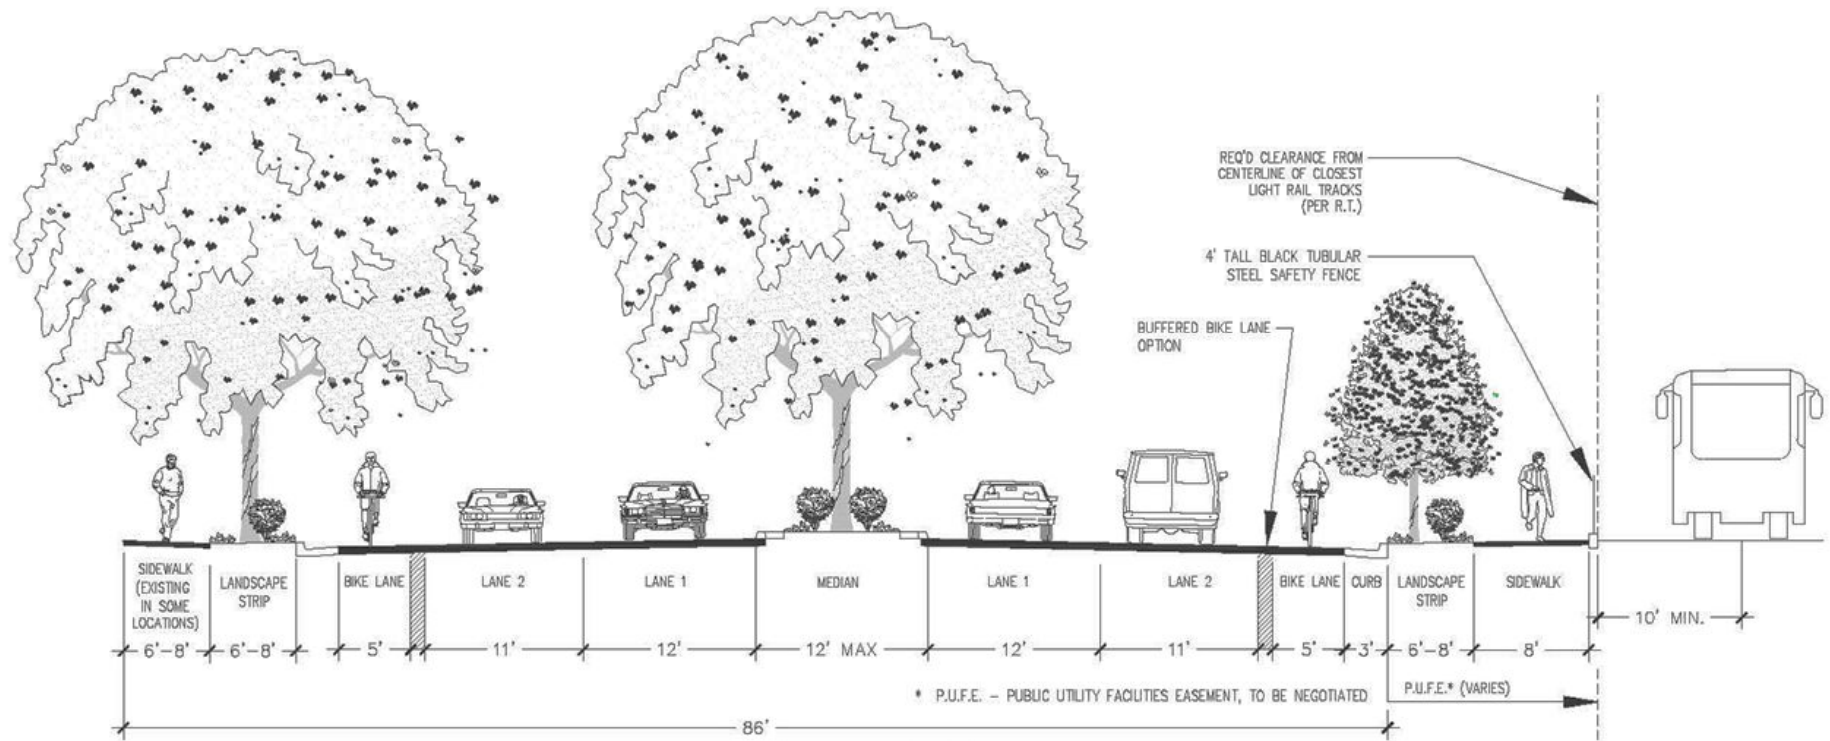 REQ'D CLEARANCE FROM
CENTERLINE OF CLOSEST
LIGHT RAIL TRACKS
(PER R.T.)
4' TALL BLACK TUBULAR
STEEL SAFETY FENCE
BUFFERED BIKE LANE
OPTION
SIDEWALK
(EXISTING
IN SOME
LOCATIONS)
LANDSCAPE
STRIP
BIKE LANE
LANE 2
LANE 1
MEDIAN
LANE 1
LANE 2
BIKE LANE
CURB
LANDSCAPE
STRIP
SIDEWALK
10' MIN.
6'-8'
6'-8'
5'
11'
12'
12' MAX
12'
11'
5'
3'
6'-8'
8'
* P.U.F.E. - PUBLIC UTILITY FACILITIES EASEMENT, TO BE NEGOTIATED
P.U.F.E.* (VARIES)
86'